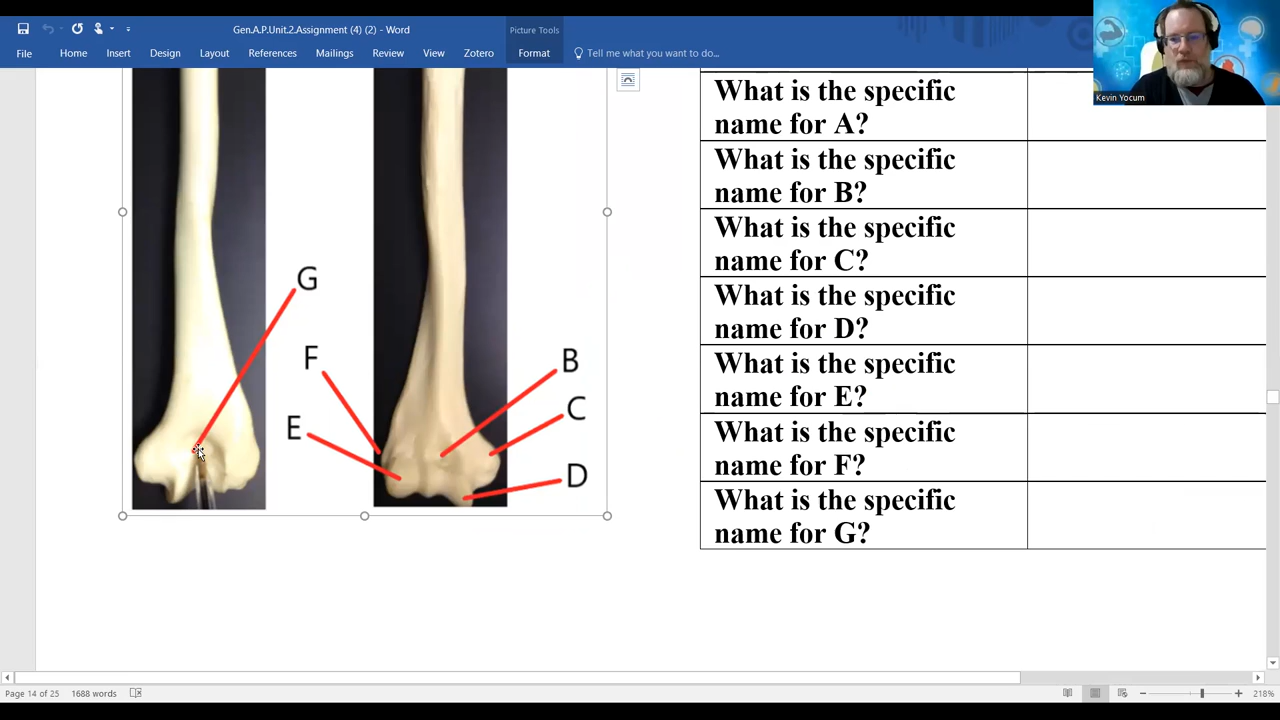 Gen.A.P.Unit.2.Assignment (4) (2) - Word
Picture Tools
File Home Insert Design Layout References Mailings Review View Zotero Format Tell me what you want to do...
Kevin Yocum
What is the specific
name for A?
What is the specific
name for B?
What is the specific
name for C?
What is the specific
name for D?
What is the specific
name for E?
What is the specific
name for F?
What is the specific
name for G?
G
F
B
C
E
D
Page 14 of 25 1688 words
218%